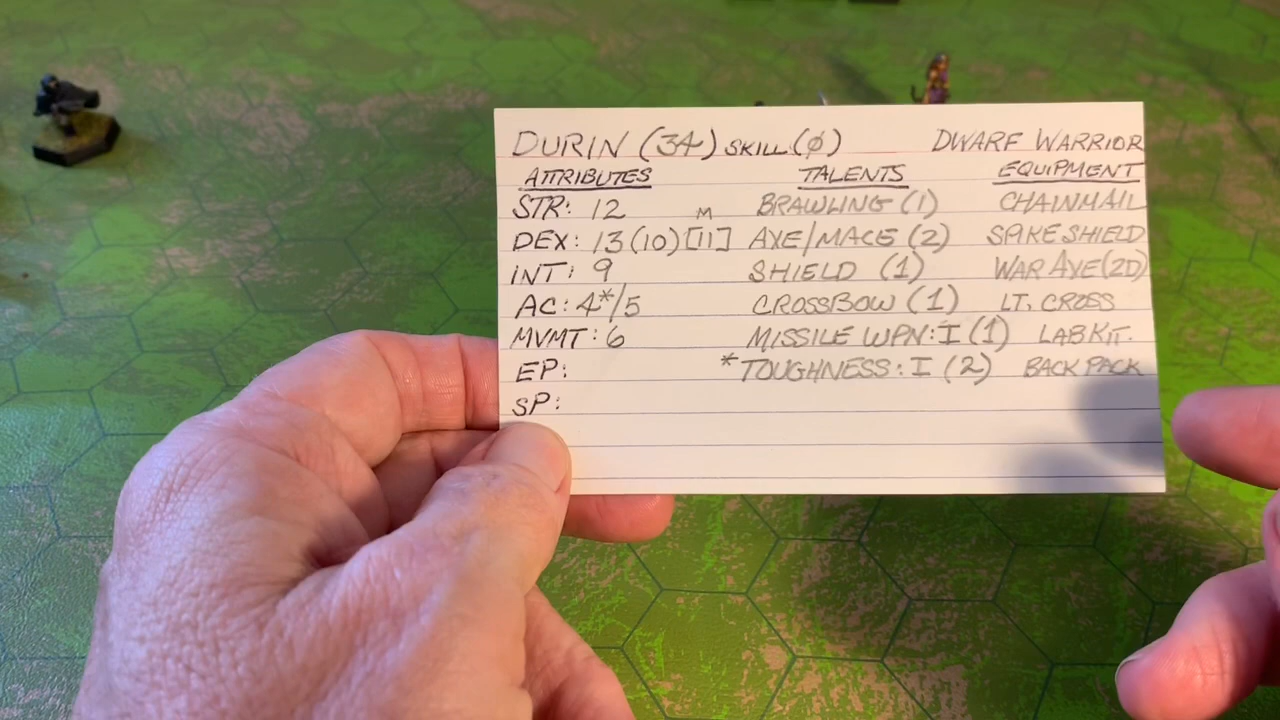 DURIN (34) SKILL (0) DWARF WARRIOR
ATTRIBUTES TALENTS EQUIPMENT
STR: 12 BRAWLING (1) CHAINMAIL
M
DEX: 13(10)[11] AXE/MACE (2) SPIKE SHIELD
INT: 9 SHIELD (1) WAR AXE(2D)
AC: 4*/5 CROSSBOW (1) LT. CROSS
MVMT: 6 MISSILE WPN: I (1) LAB KIT.
EP: *TOUGHNESS: I (2) BACK PACK
SP: